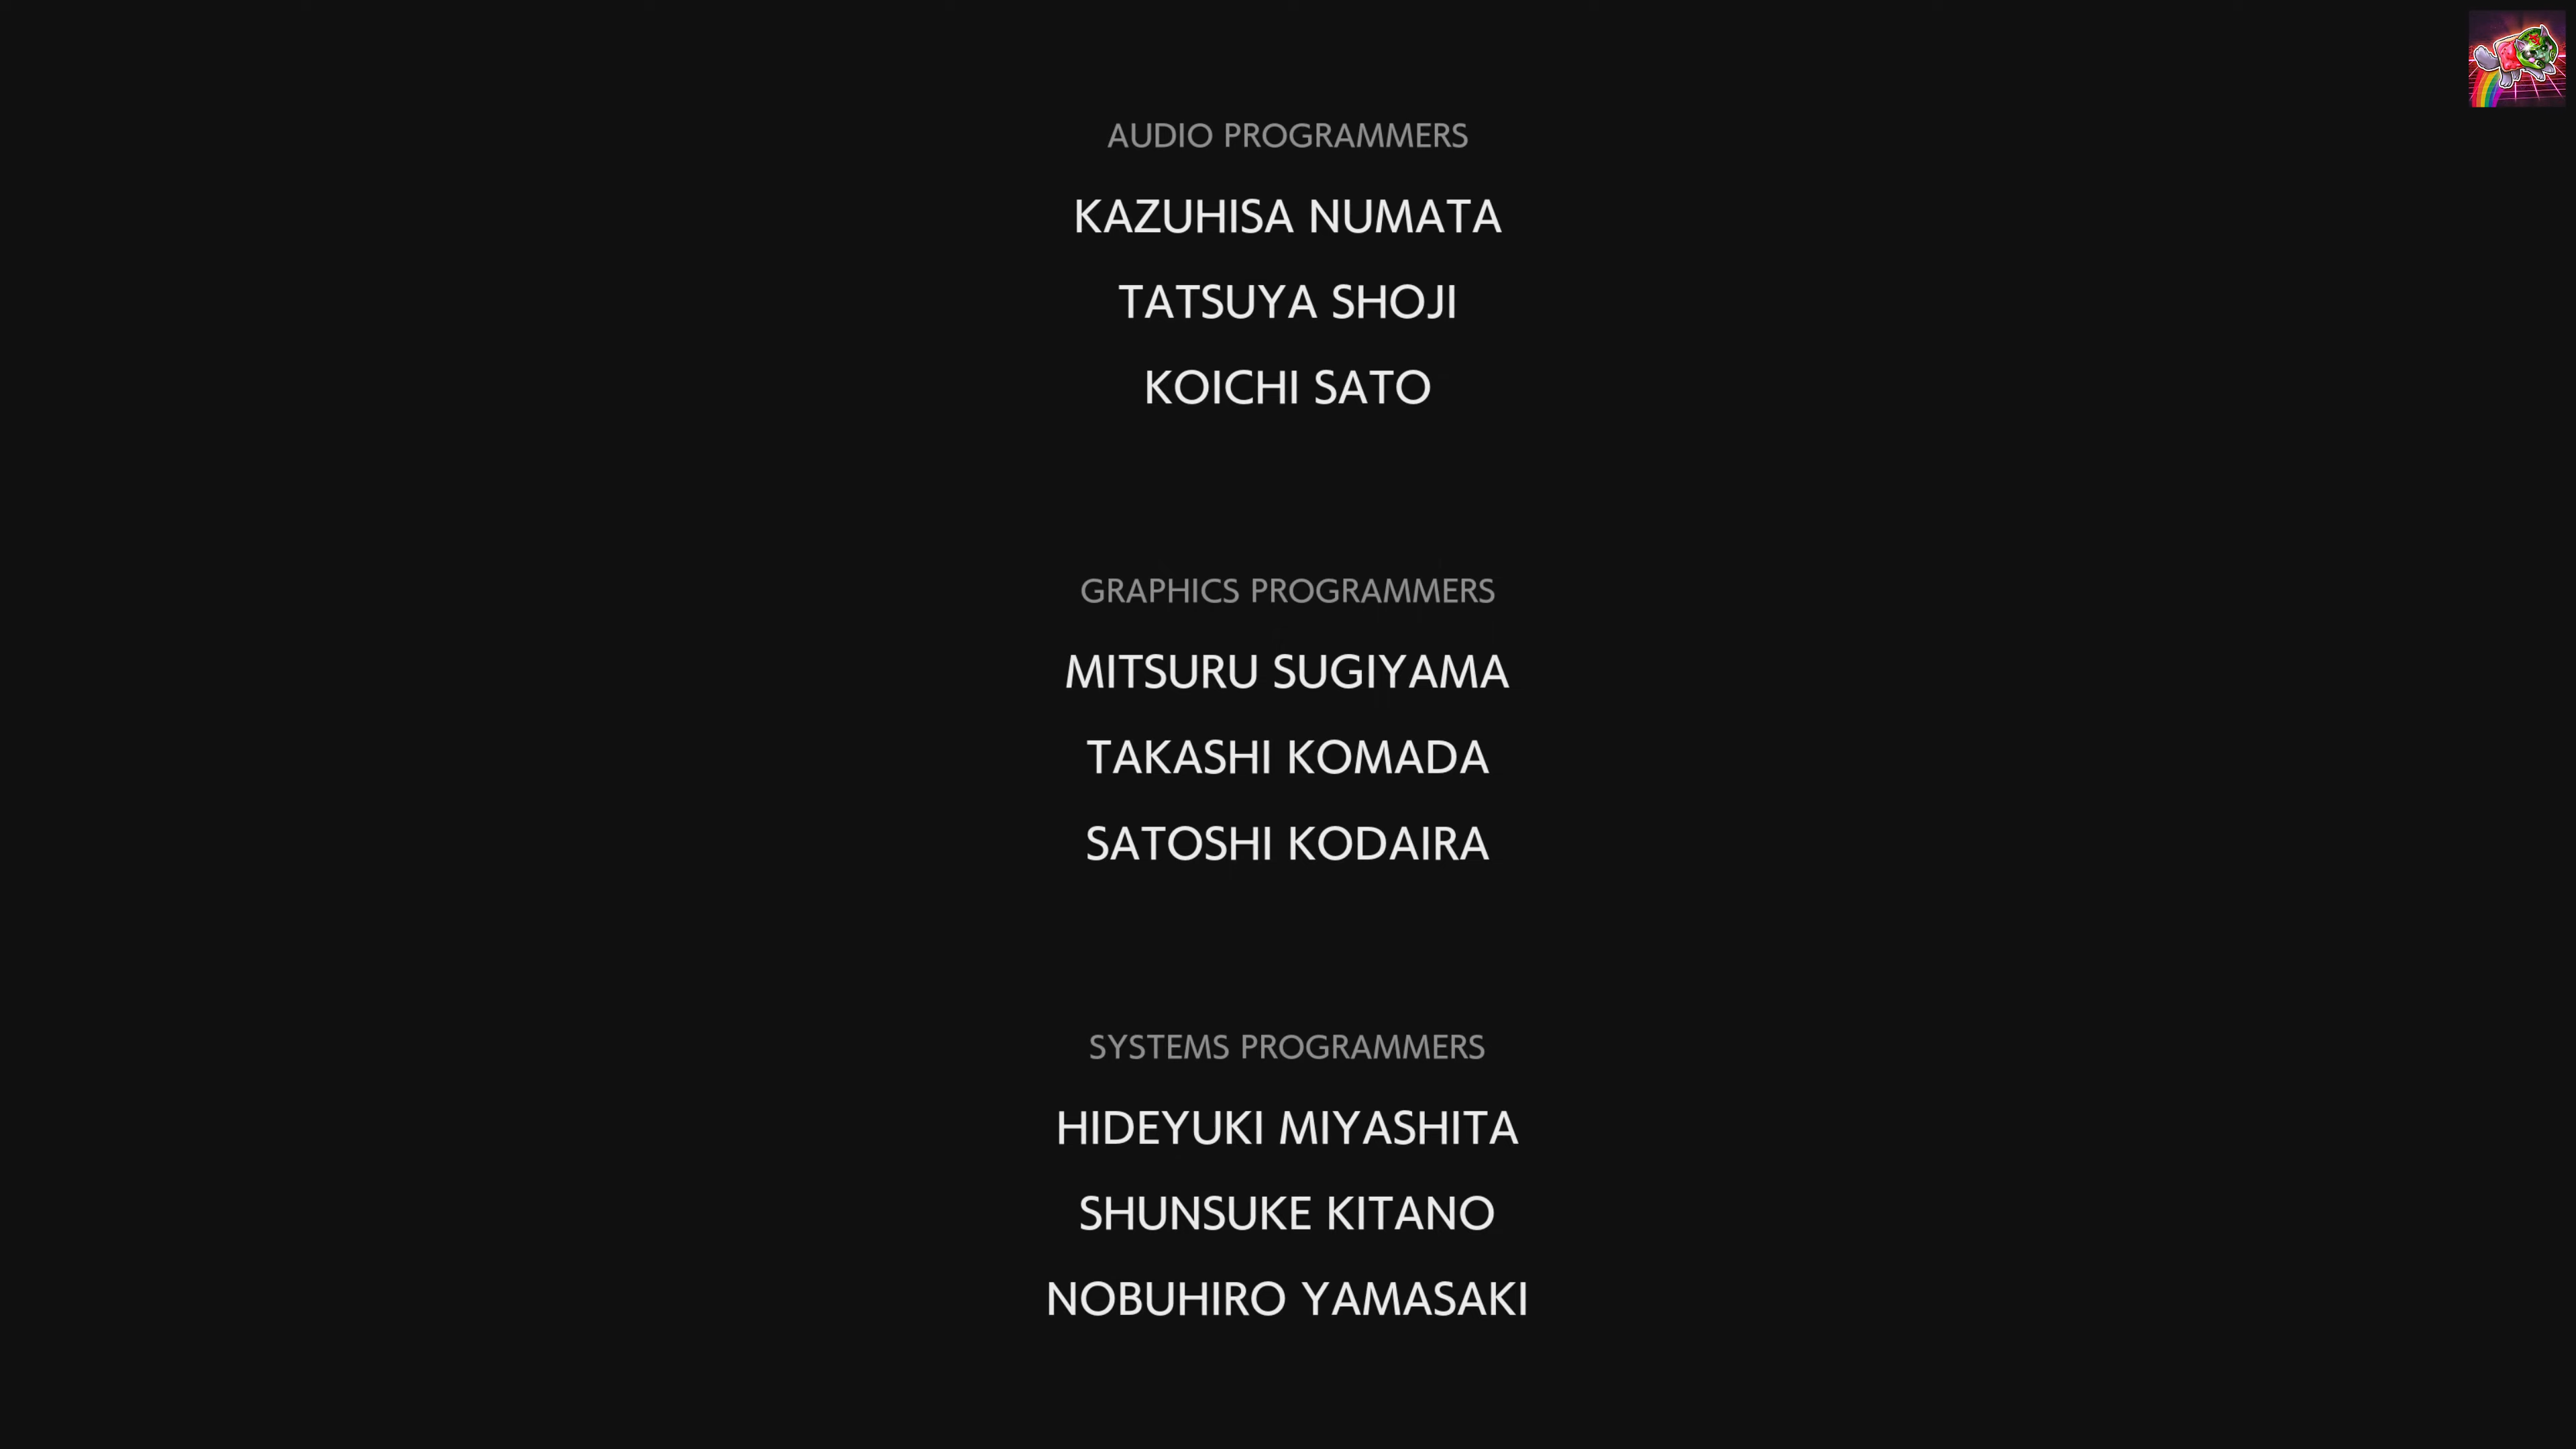 AUDIO PROGRAMMERS
KAZUHISA NUMATA
TATSUYA SHOJI
KOICHI SATO
GRAPHICS PROGRAMMERS
MITSURU SUGIYAMA
TAKASHI KOMADA
SATOSHI KODAIRA
SYSTEMS PROGRAMMERS
HIDEYUKI MIYASHITA
SHUNSUKE KITANO
NOBUHIRO YAMASAKI